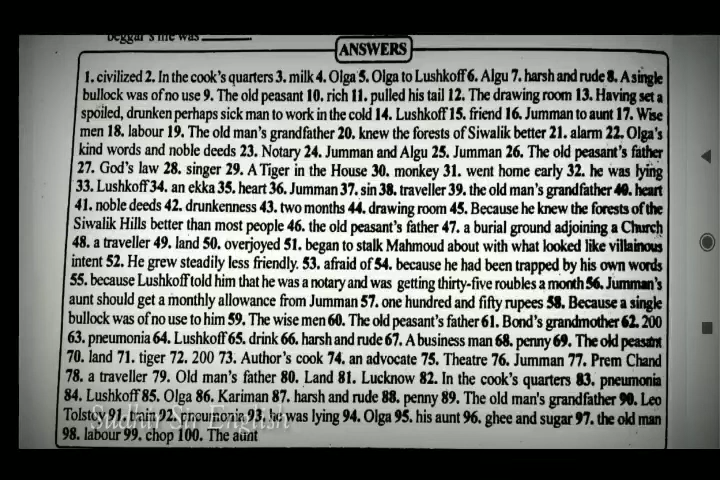 beggar's life was
ANSWERS
1. civilized 2. In the cook's quarters 3. milk 4. Olga 5. Olga to Lushkoff 6. Algu 7. harsh and rude 8. A single
bullock was of no use 9. The old peasant 10. rich 11. pulled his tail 12. The drawing room 13. Having set a
spoiled, drunken perhaps sick man to work in the cold 14. Lushkoff 15. friend 16. Jumman to aunt 17. Wise
men 18. labour 19. The old man's grandfather 20. knew the forests of Siwalik better 21. alarm 22. Olga's
kind words and noble deeds 23. Notary 24. Jumman and Algu 25. Jumman 26. The old peasant's father
27. God's law 28. singer 29. A Tiger in the House 30. monkey 31. went home early 32. he was lying
33. Lushkoff 34. an ekka 35. heart 36. Jumman 37. sin 38. traveller 39. the old man's grandfather 40. heart
41. noble deeds 42. drunkenness 43. two months 44. drawing room 45. Because he knew the forests of the
Siwalik Hills better than most people 46. the old peasant's father 47. a burial ground adjoining a Church
48. a traveller 49. land 50. overjoyed 51. began to stalk Mahmoud about with what looked like villainous
intent 52. He grew steadily less friendly. 53. afraid of 54. because he had been trapped by his own words
55. because Lushkoff told him that he was a notary and was getting thirty-five roubles a month 56. Jumman's
aunt should get a monthly allowance from Jumman 57. one hundred and fifty rupees 58. Because a single
bullock was of no use to him 59. The wise men 60. The old peasant's father 61. Bond's grandmother 62. 200
63. pneumonia 64. Lushkoff 65. drink 66. harsh and rude 67. A business man 68. penny 69. The old peasant
70. land 71. tiger 72. 200 73. Author's cook 74. an advocate 75. Theatre 76. Jumman 77. Prem Chand
78. a traveller 79. Old man's father 80. Land 81. Lucknow 82. In the cook's quarters 83. pneumonia
84. Lushkoff 85. Olga 86. Kariman 87. harsh and rude 88. penny 89. The old man's grandfather 90. Leo
Tolstoy 91. brain 92. pneumonia 93. he was lying 94. Olga 95. his aunt 96. ghee and sugar 97. the old man
98. labour 99. chop 100. The aunt
Sudhir Sir English